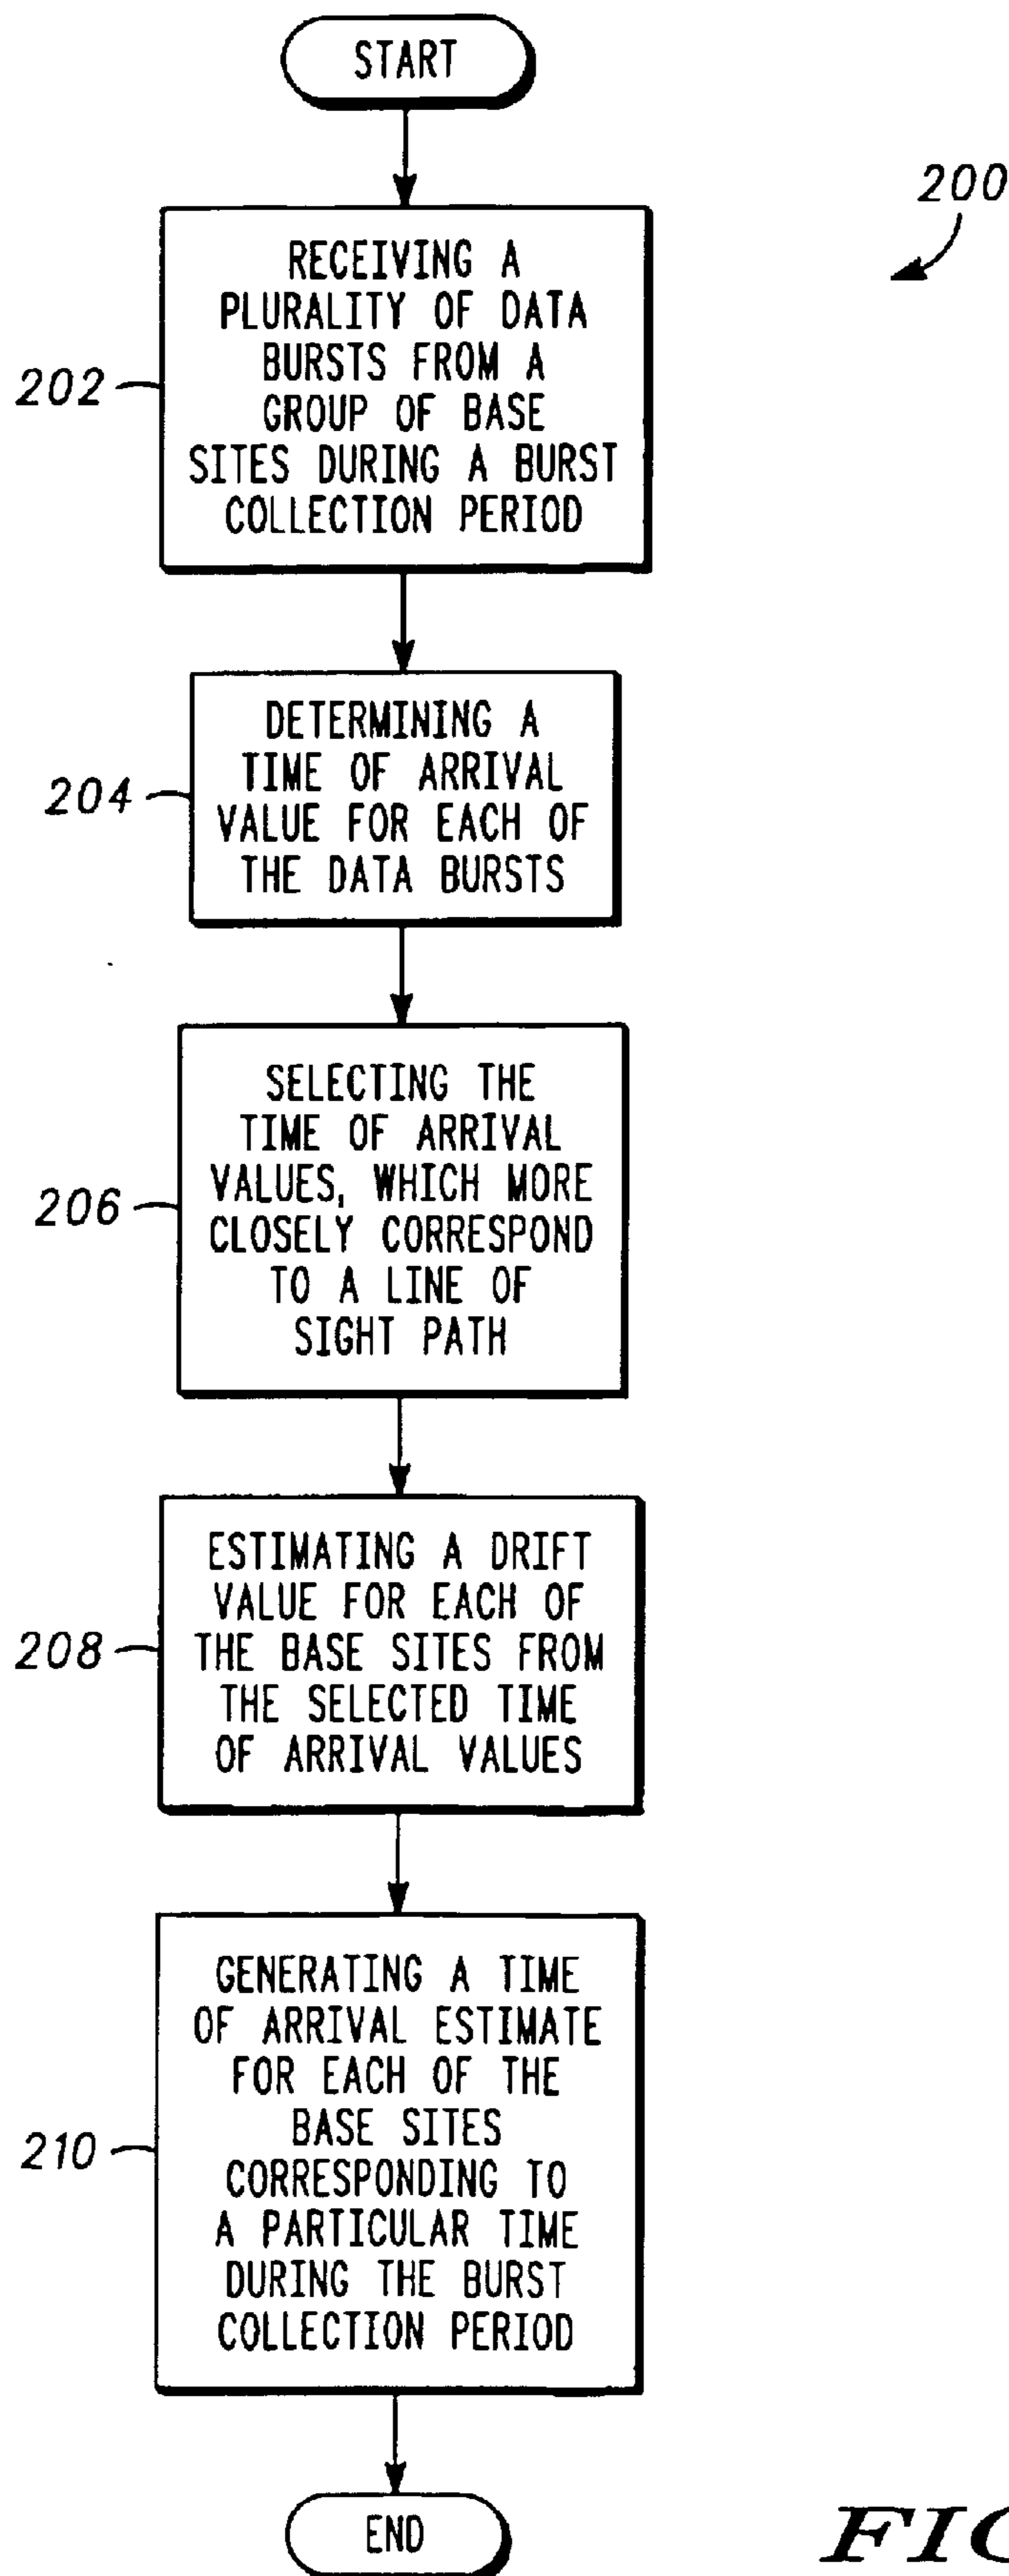 START
200
202
RECEIVING A
PLURALITY OF DATA
BURSTS FROM A
GROUP OF BASE
SITES DURING A BURST
COLLECTION PERIOD
204
DETERMINING A
TIME OF ARRIVAL
VALUE FOR EACH OF
THE DATA BURSTS
206
SELECTING THE
TIME OF ARRIVAL
VALUES, WHICH MORE
CLOSELY CORRESPOND
TO A LINE OF
SIGHT PATH
208
ESTIMATING A DRIFT
VALUE FOR EACH OF
THE BASE SITES FROM
THE SELECTED TIME
OF ARRIVAL VALUES
210
GENERATING A TIME
OF ARRIVAL ESTIMATE
FOR EACH OF THE
BASE SITES
CORRESPONDING TO
A PARTICULAR TIME
DURING THE BURST
COLLECTION PERIOD
END